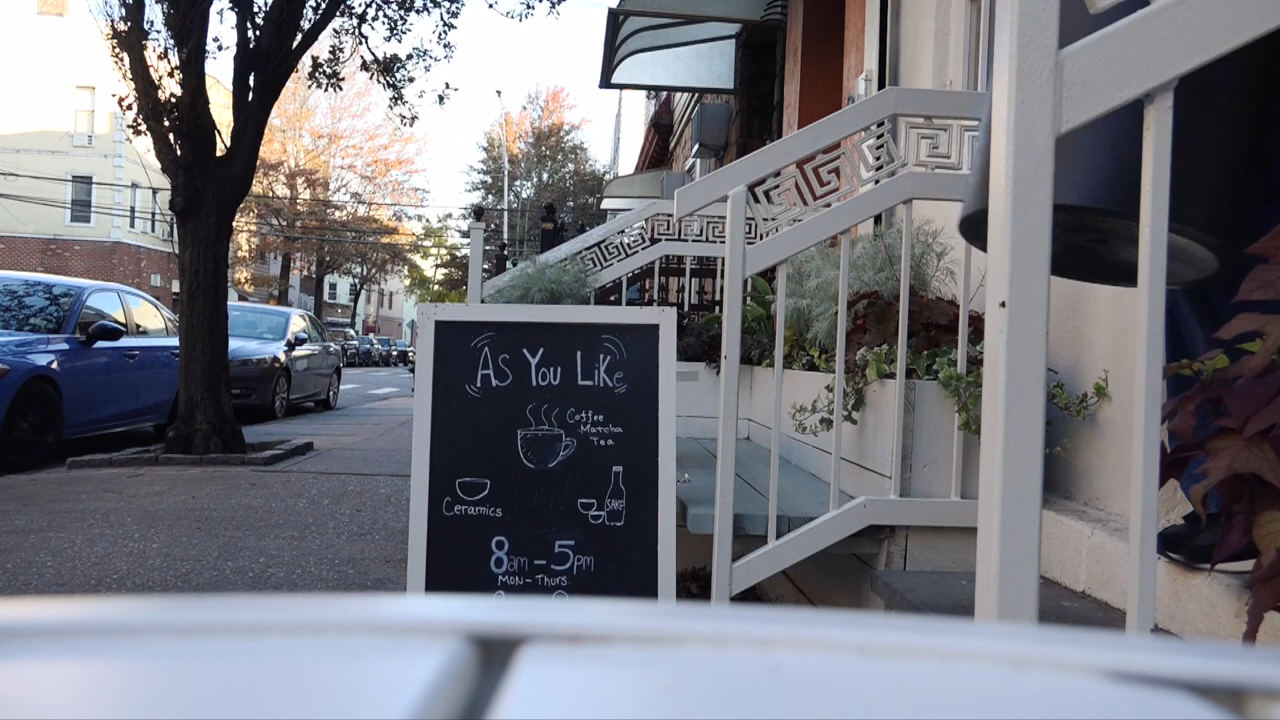 As You Like
Coffee
Matcha
Tea
Ceramics
SAKE
8am - 5pm
MON - Thurs.